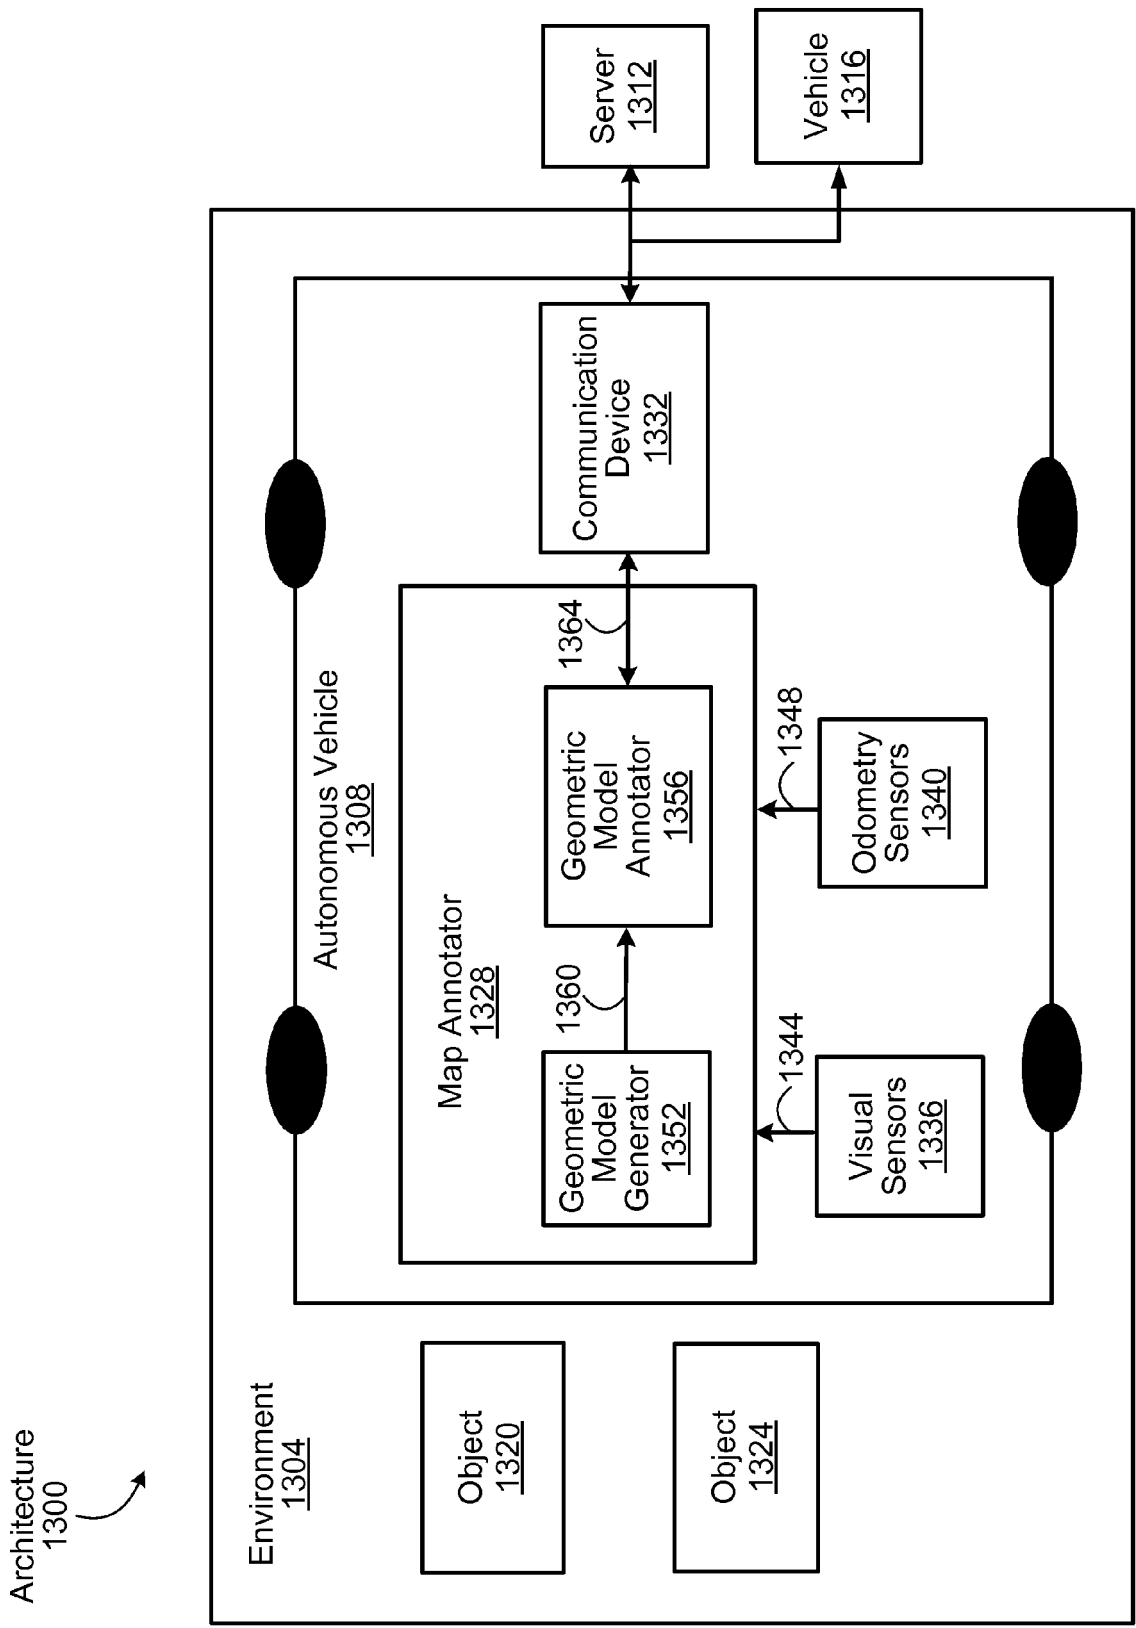 Architecture
1300
Environment
1304
Object
1320
Object
1324
Autonomous Vehicle
1308
Map Annotator
1328
Geometric
Model
Generator
1352
1360
Geometric
Model
Annotator
1356
1364
Visual
Sensors
1336
1344
Odometry
Sensors
1340
1348
Communication
Device
1332
Server
1312
Vehicle
1316